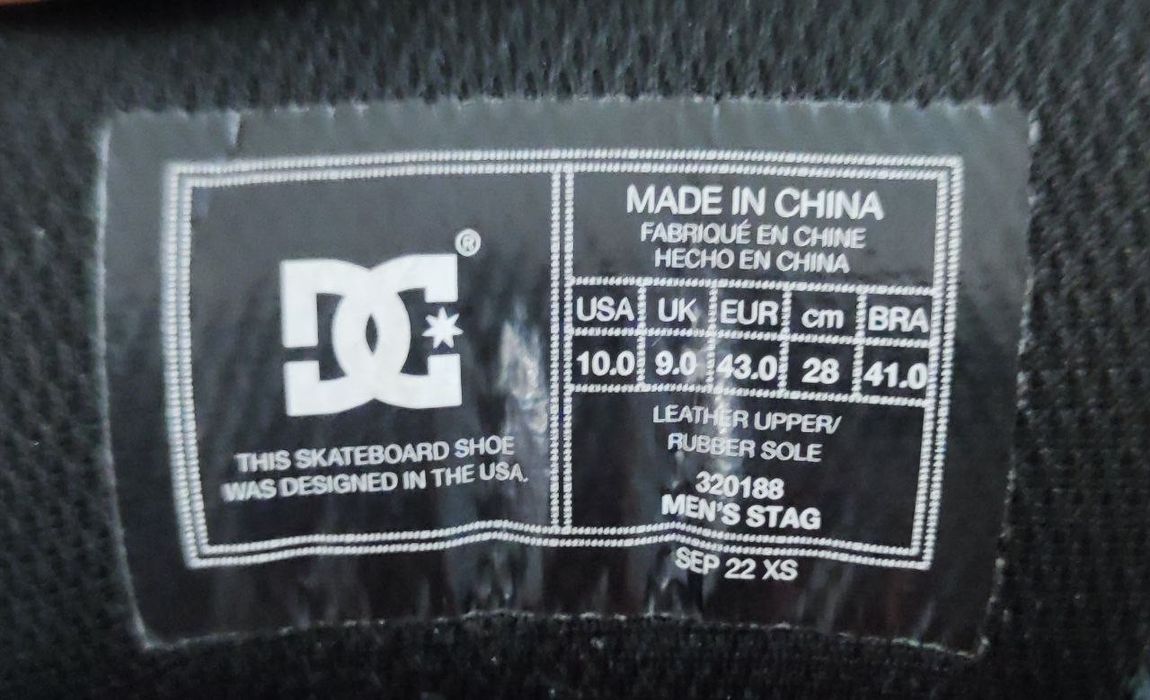 DC®
THIS SKATEBOARD SHOE
WAS DESIGNED IN THE USA.
MADE IN CHINA
FABRIQUÉ EN CHINE
HECHO EN CHINA
USA UK EUR cm BRA
10.0 9.0 43.0 28 41.0
LEATHER UPPER/
RUBBER SOLE
320188
MEN'S STAG
SEP 22 XS